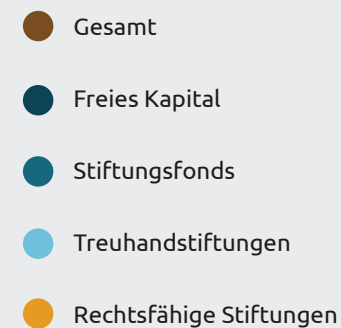 Gesamt
Freies Kapital
Stiftungsfonds
Treuhandstiftungen
Rechtsfähige Stiftungen